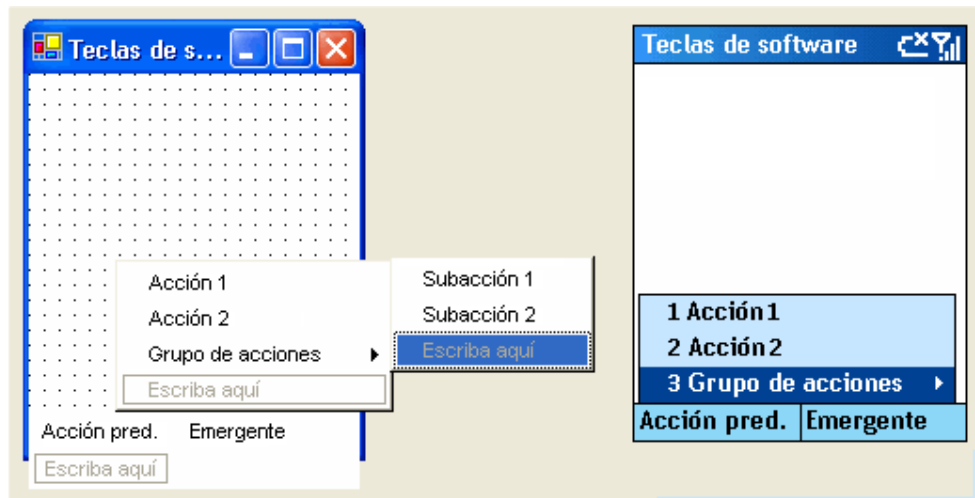 Teclas de s...
Acción 1
Acción 2
Grupo de acciones
Escriba aquí
Subacción 1
Subacción 2
Escriba aquí
Acción pred. Emergente
Escriba aquí
Teclas de software
1 Acción 1
2 Acción 2
3 Grupo de acciones
Acción pred. Emergente